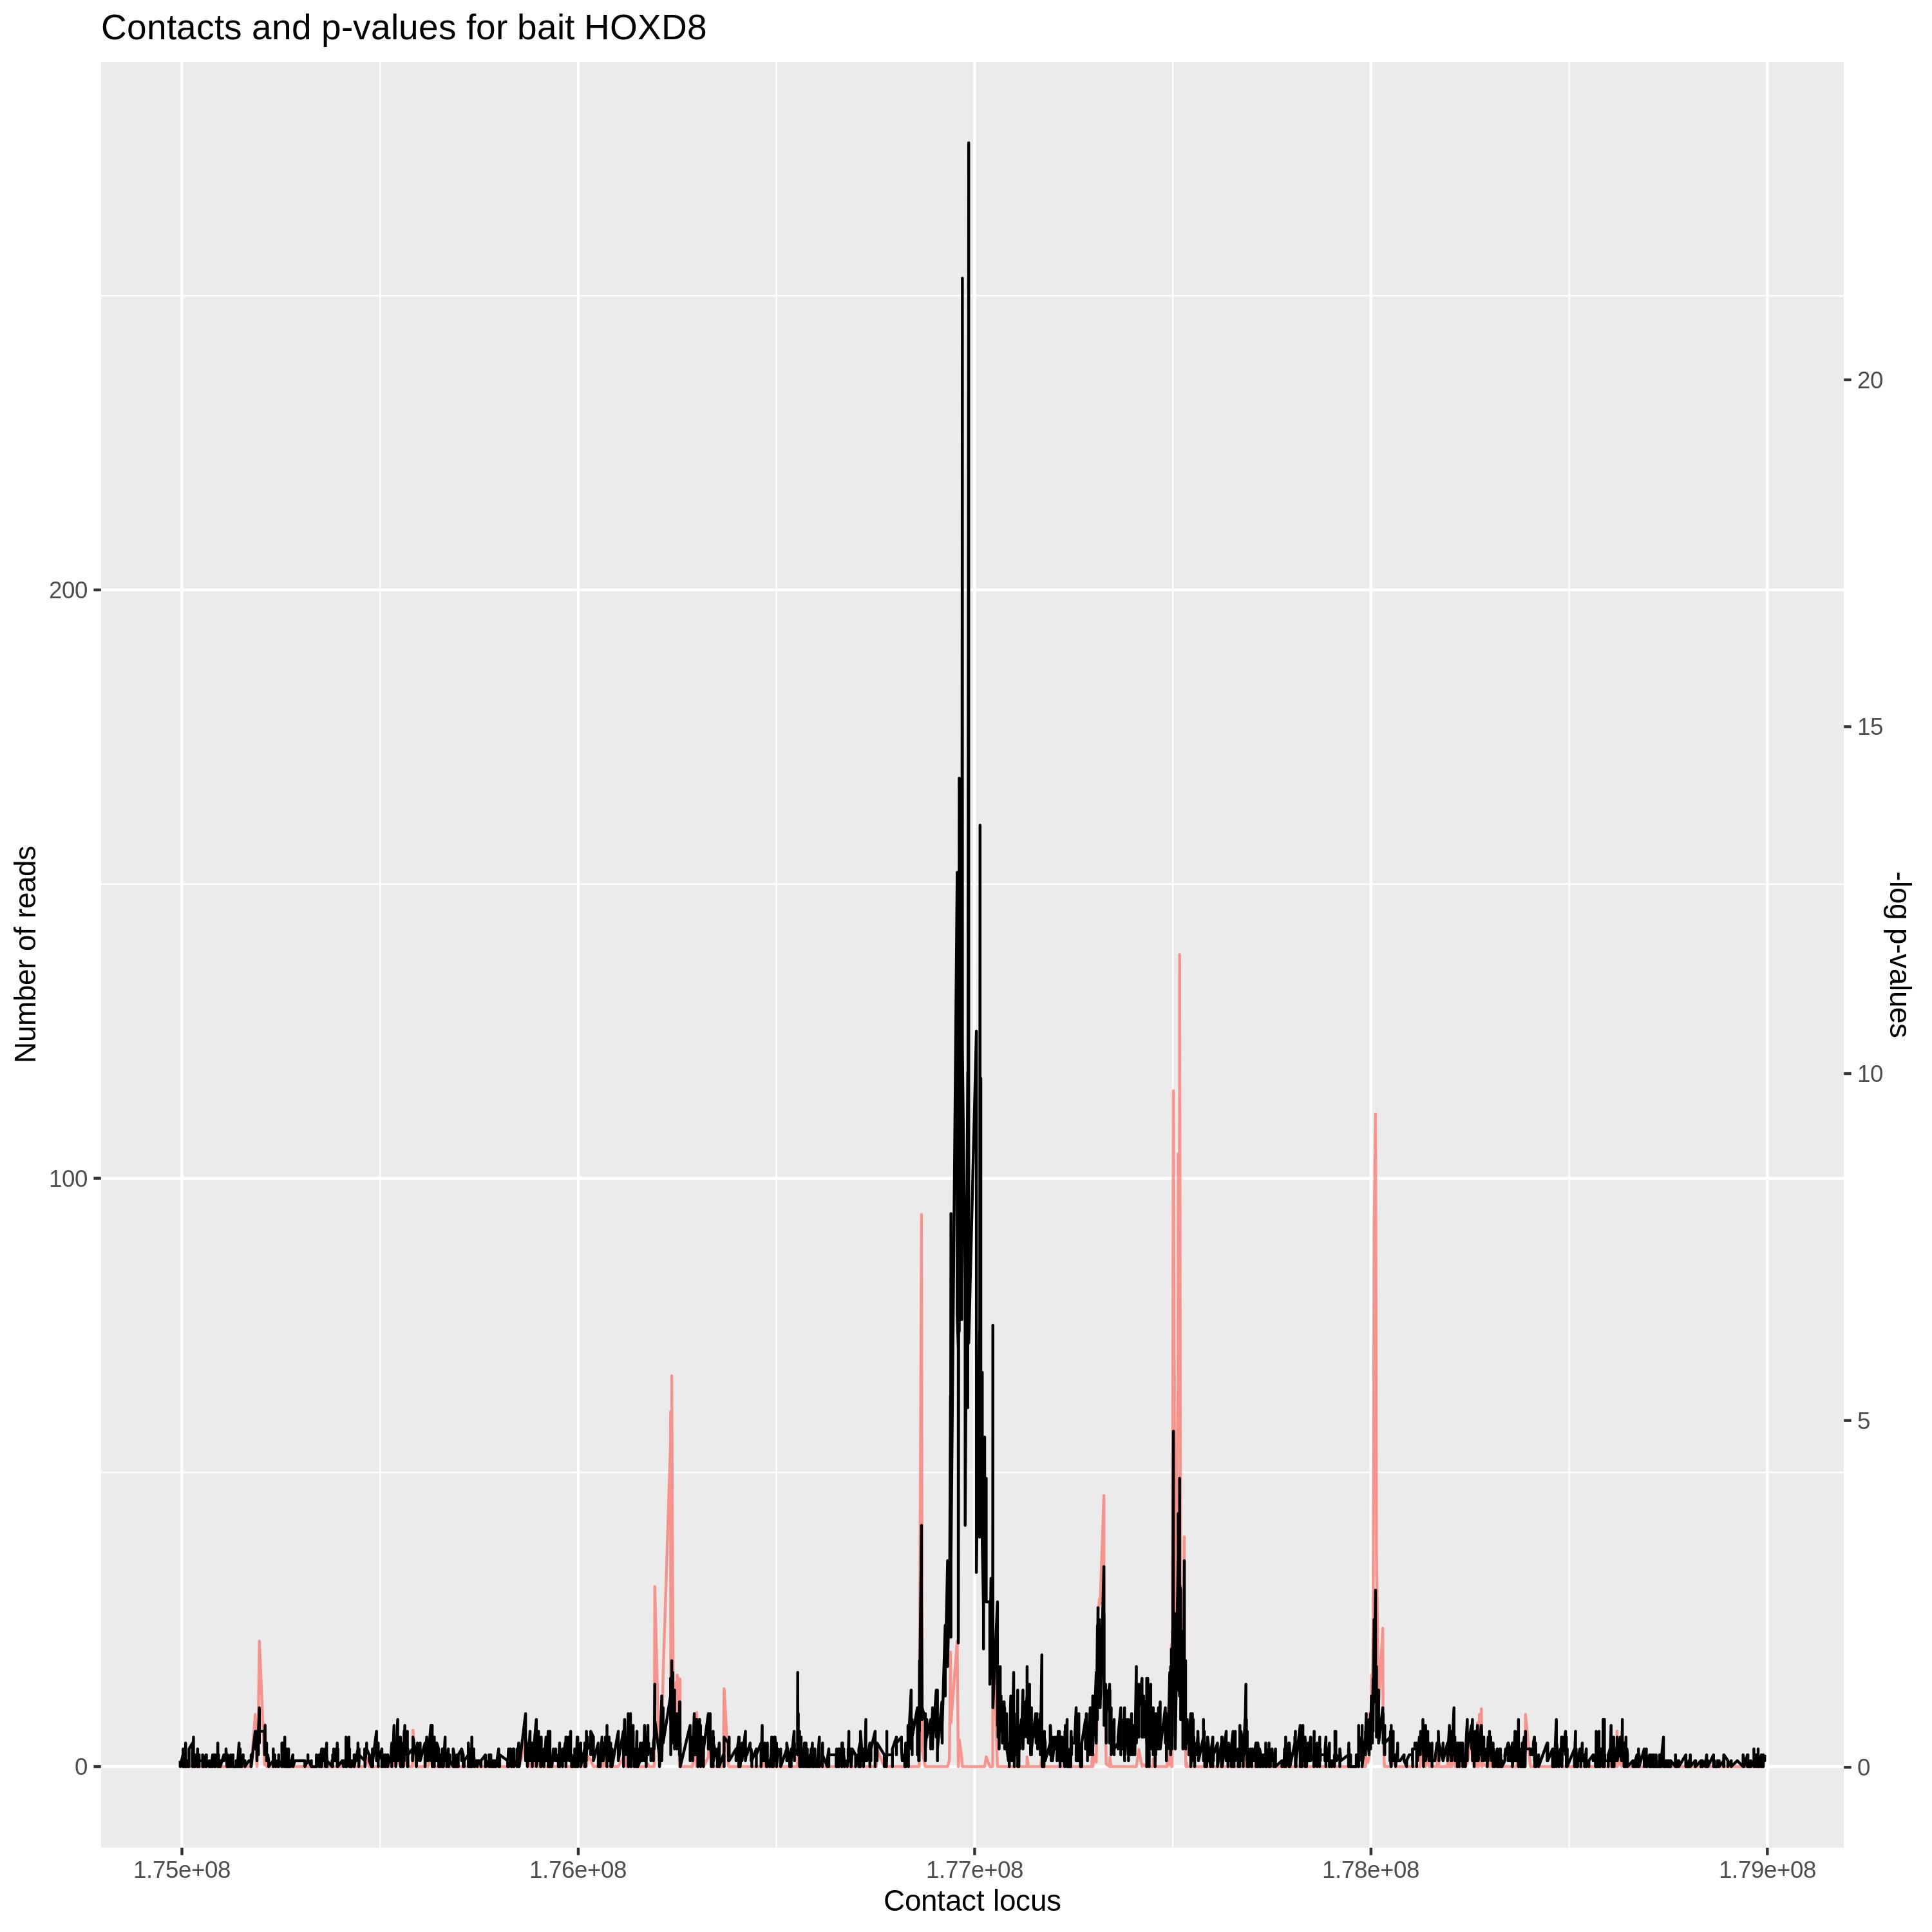 Contacts and p-values for bait HOXD8
Number of reads
200
100
0
20
15
10
5
0
-log p-values
1.75e+08 1.76e+08 1.77e+08 1.78e+08 1.79e+08
Contact locus